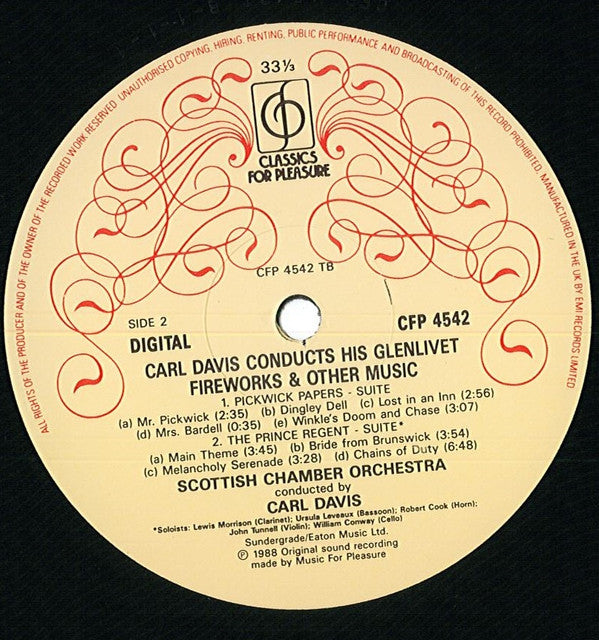 ALL RIGHTS OF THE PRODUCER AND OF THE OWNER OF THE RECORDED WORK RESERVED UNAUTHORISED COPYING, HIRING, RENTING, PUBLIC PERFORMANCE AND BROADCASTING OF THIS RECORD PROHIBITED. MANUFACTURED IN THE UK BY EMI RECORDS LIMITED
33⅓
CLASSICS
FOR PLEASURE
CFP 4542 TB
SIDE 2
DIGITAL
CFP 4542
CARL DAVIS CONDUCTS HIS GLENLIVET
FIREWORKS & OTHER MUSIC
1. PICKWICK PAPERS - SUITE
(a) Mr. Pickwick (2:35) (b) Dingley Dell (c) Lost in an Inn (2:56)
(d) Mrs. Bardell (0:35) (e) Winkle's Doom and Chase (3:07)
2. THE PRINCE REGENT - SUITE*
(a) Main Theme (3:45) (b) Bride from Brunswick (3:54)
(c) Melancholy Serenade (3:28) (d) Chains of Duty (6:48)
SCOTTISH CHAMBER ORCHESTRA
conducted by
CARL DAVIS
*Soloists: Lewis Morrison (Clarinet); Ursula Leveaux (Bassoon); Robert Cook (Horn);
John Tunnell (Violin); William Conway (Cello)
Sundergrade/Eaton Music Ltd.
℗ 1988 Original sound recording
made by Music For Pleasure